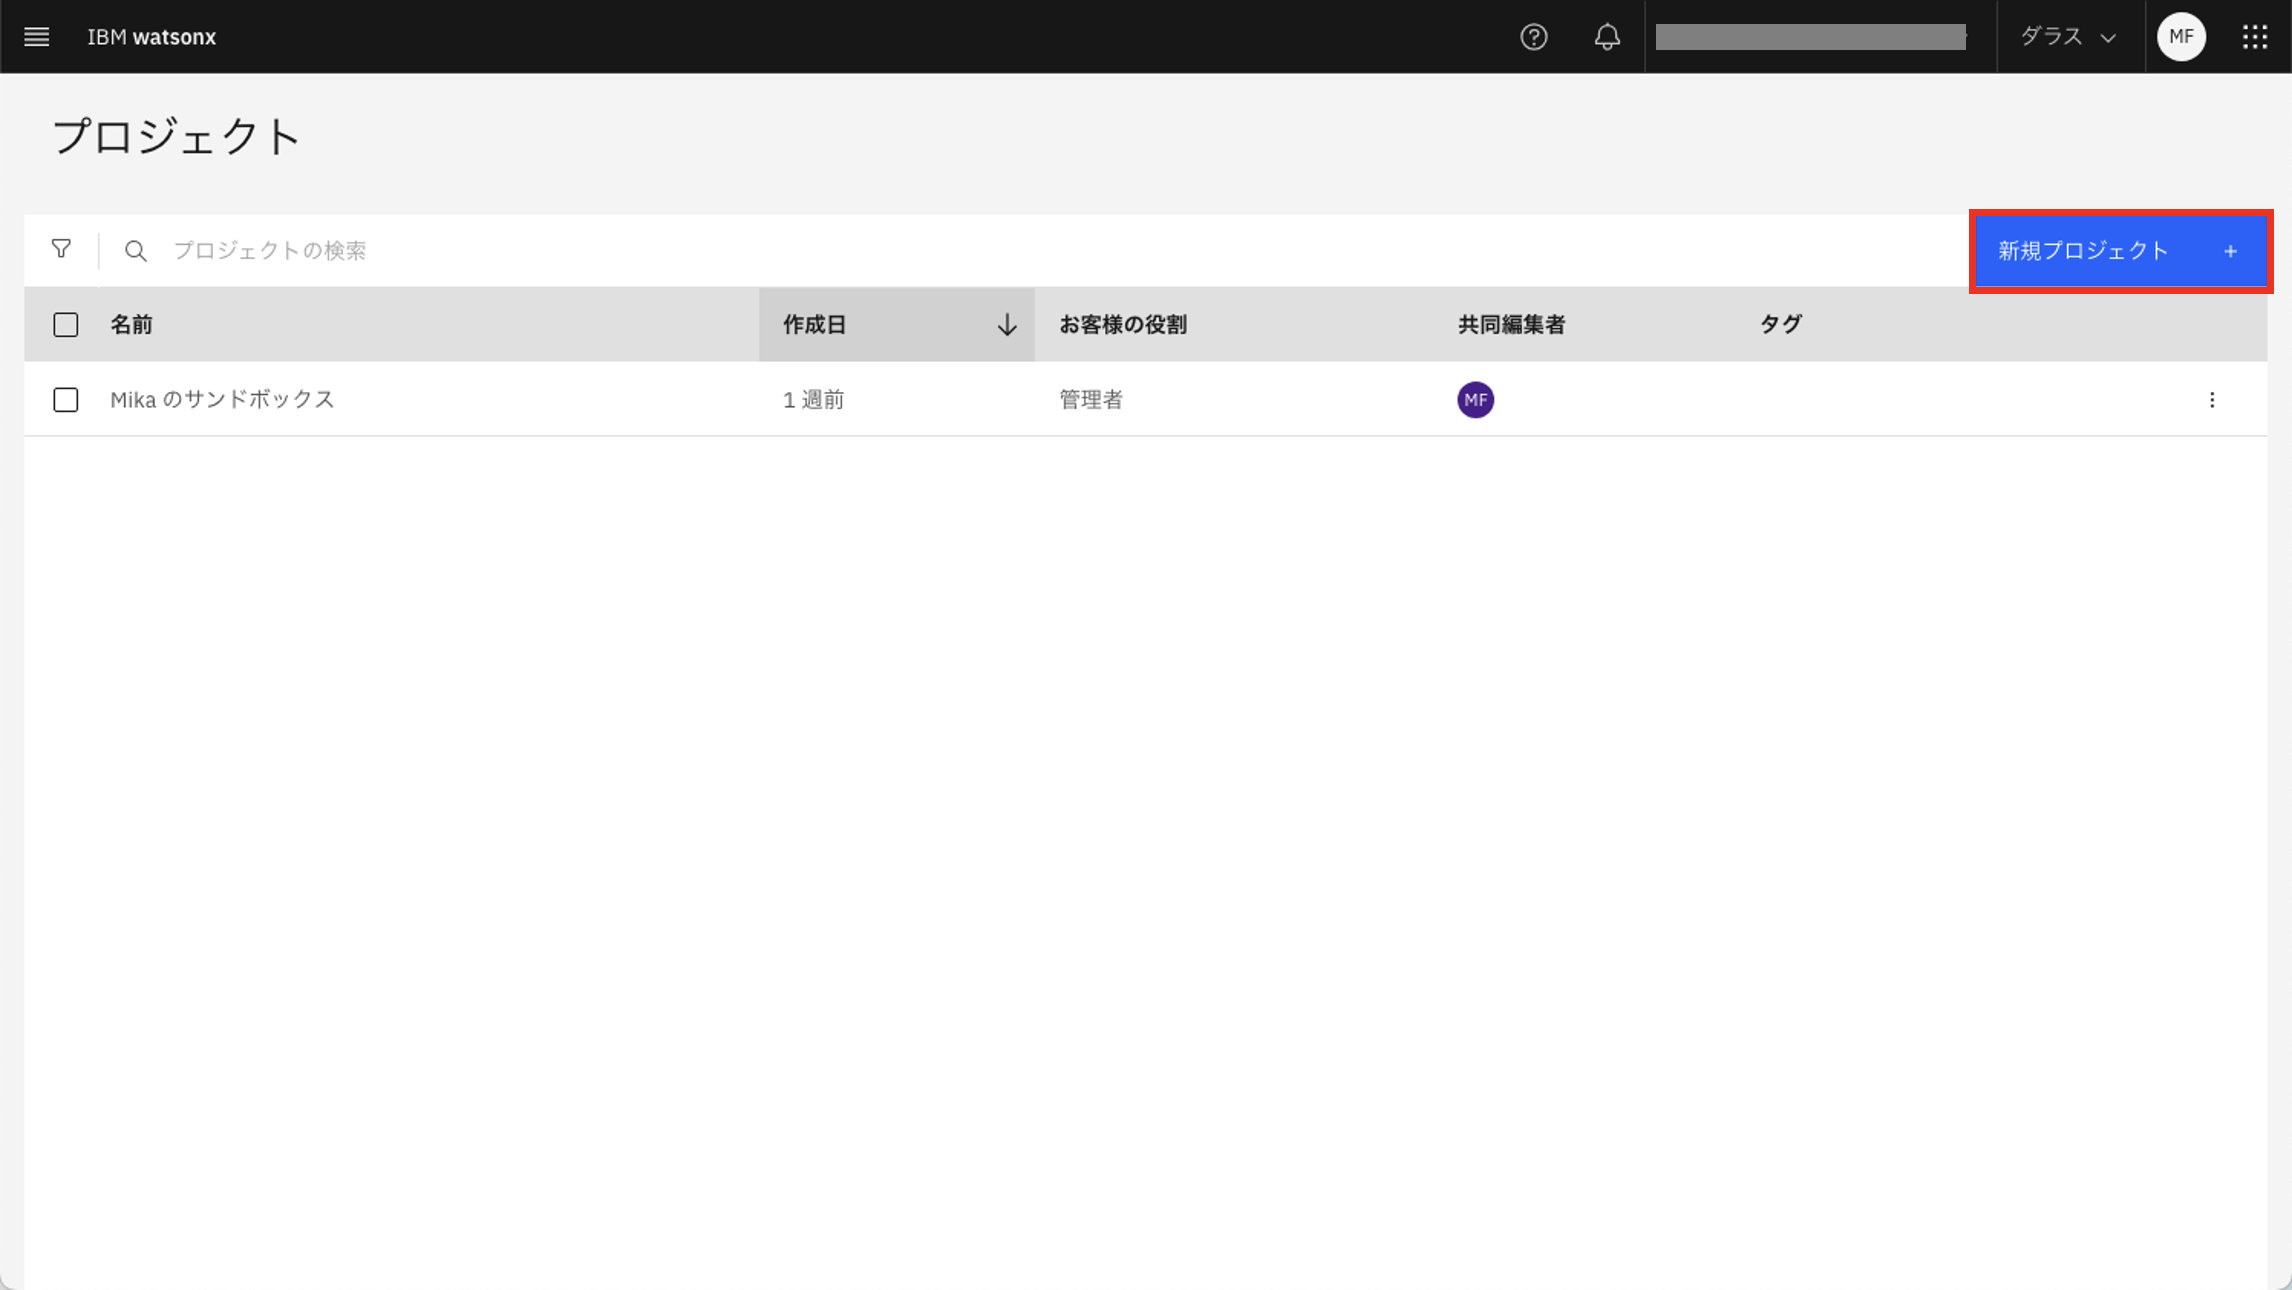 IBM watsonx
ダラス
MF
プロジェクト
プロジェクトの検索
新規プロジェクト +
名前 作成日 お客様の役割 共同編集者 タグ
Mika のサンドボックス 1 週前 管理者 MF